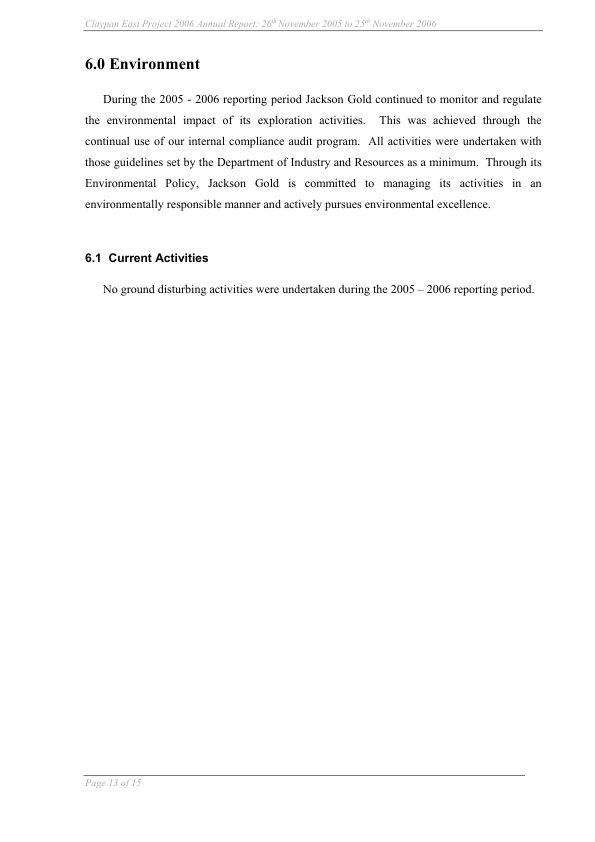 Claypan East Project 2006 Annual Report: 26th November 2005 to 25th November 2006
6.0 Environment
During the 2005 - 2006 reporting period Jackson Gold continued to monitor and regulate
the environmental impact of its exploration activities.  This was achieved through the
continual use of our internal compliance audit program.  All activities were undertaken with
those guidelines set by the Department of Industry and Resources as a minimum.  Through its
Environmental Policy, Jackson Gold is committed to managing its activities in an
environmentally responsible manner and actively pursues environmental excellence.
6.1  Current Activities
No ground disturbing activities were undertaken during the 2005 – 2006 reporting period.
Page 13 of 15